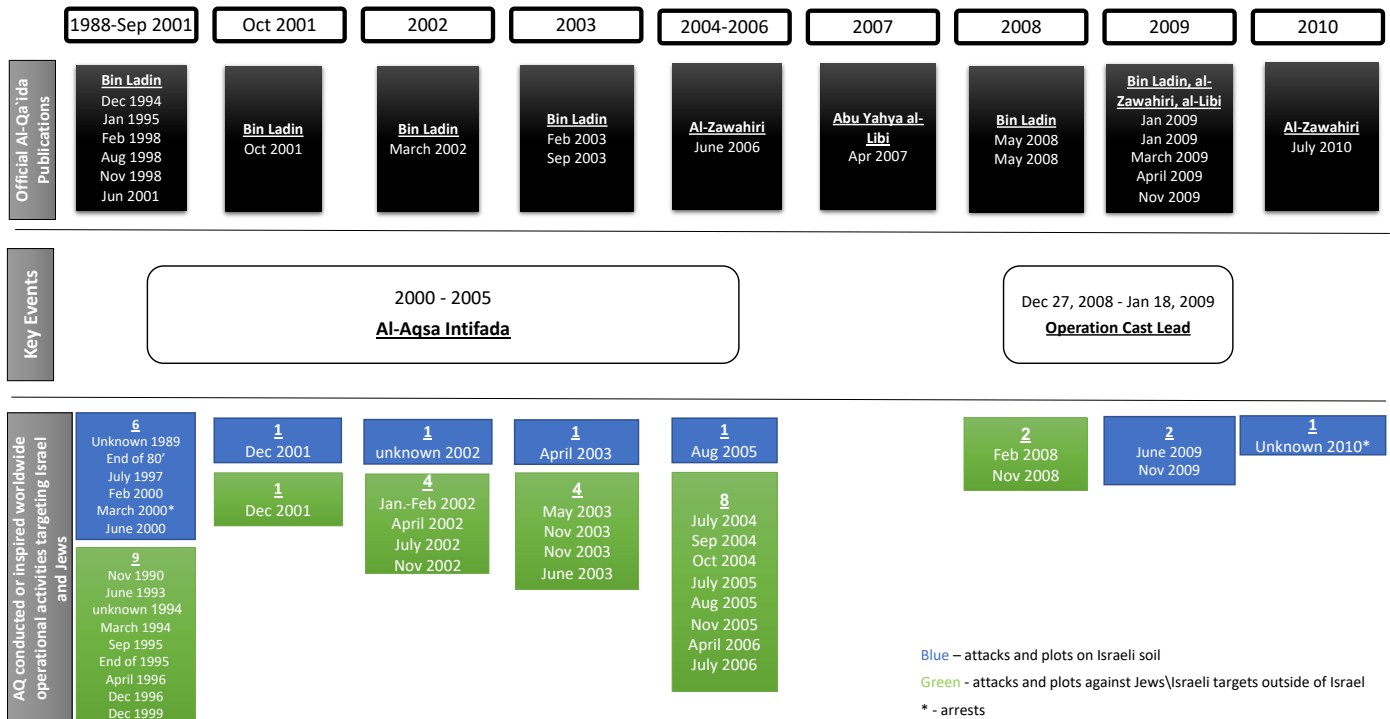 1988-Sep 2001
Oct 2001
2002
2003
2004-2006
2007
2008
2009
2010
Official Al-Qa`ida
Publications
Bin Ladin
Dec 1994
Jan 1995
Feb 1998
Aug 1998
Nov 1998
Jun 2001
Bin Ladin
Oct 2001
Bin Ladin
March 2002
Bin Ladin
Feb 2003
Sep 2003
Al-Zawahiri
June 2006
Abu Yahya al-
Libi
Apr 2007
Bin Ladin
May 2008
May 2008
Bin Ladin, al-
Zawahiri, al-Libi
Jan 2009
Jan 2009
March 2009
April 2009
Nov 2009
Al-Zawahiri
July 2010
Key Events
2000 - 2005
Al-Aqsa Intifada
Dec 27, 2008 - Jan 18, 2009
Operation Cast Lead
AQ conducted or inspired worldwide
operational activities targeting Israel
and Jews
6
Unknown 1989
End of 80’
July 1997
Feb 2000
March 2000*
June 2000
9
Nov 1990
June 1993
unknown 1994
March 1994
Sep 1995
End of 1995
April 1996
Dec 1996
Dec 1999
1
Dec 2001
1
Dec 2001
1
unknown 2002
4
Jan.-Feb 2002
April 2002
July 2002
Nov 2002
1
April 2003
4
May 2003
Nov 2003
Nov 2003
June 2003
1
Aug 2005
8
July 2004
Sep 2004
Oct 2004
July 2005
Aug 2005
Nov 2005
April 2006
July 2006
2
Feb 2008
Nov 2008
2
June 2009
Nov 2009
1
Unknown 2010*
Blue – attacks and plots on Israeli soil
Green - attacks and plots against Jews\Israeli targets outside of Israel
* - arrests